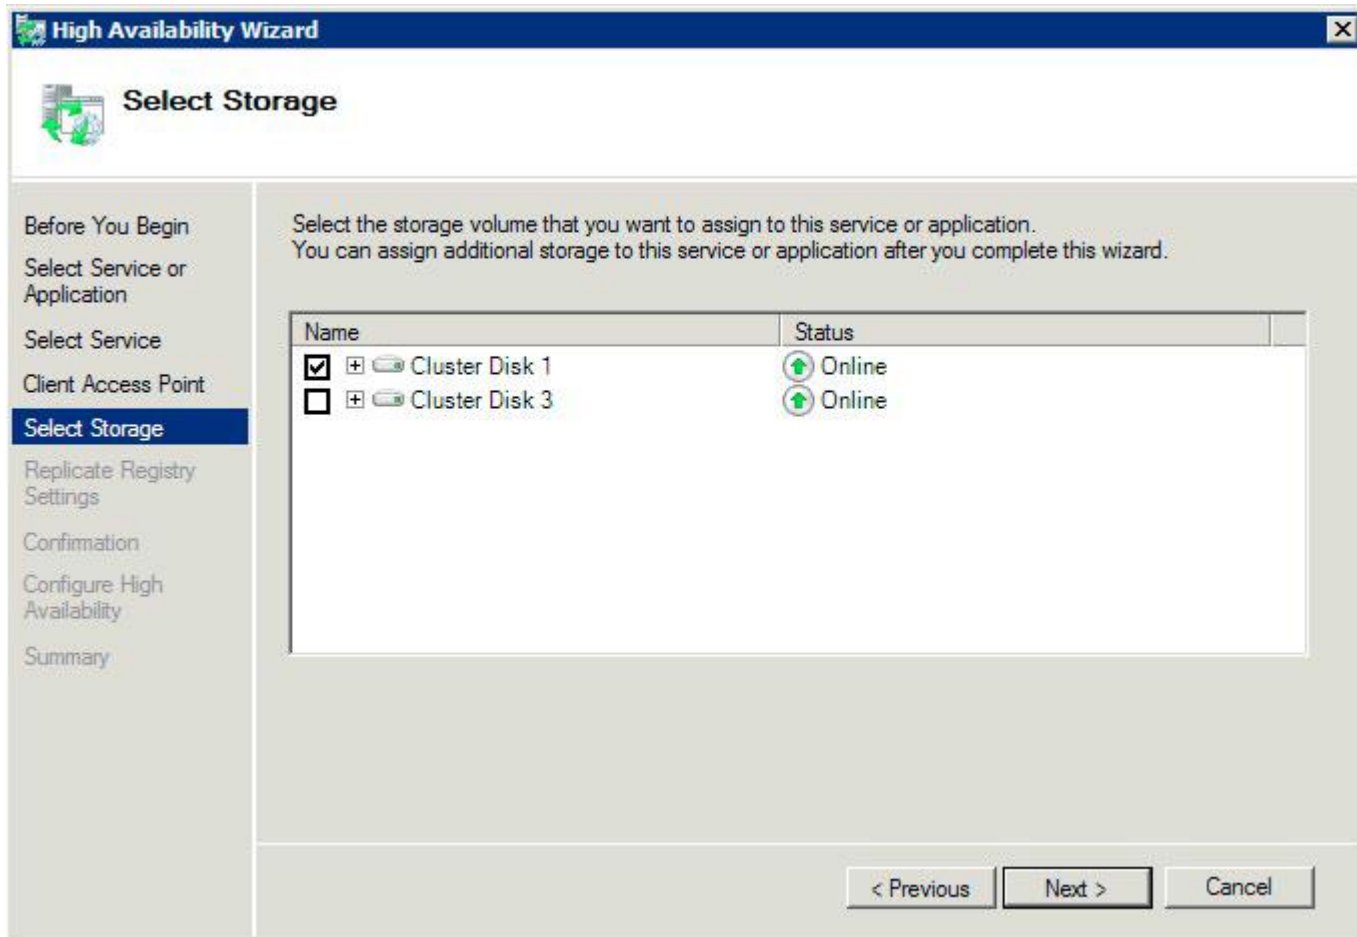 High Availability Wizard
Select Storage
Before You Begin
Select Service or
Application
Select Service
Client Access Point
Select Storage
Replicate Registry
Settings
Confirmation
Configure High
Availability
Summary
Select the storage volume that you want to assign to this service or application.
You can assign additional storage to this service or application after you complete this wizard.
Name Status
Cluster Disk 1 Online
Cluster Disk 3 Online
< Previous Next > Cancel